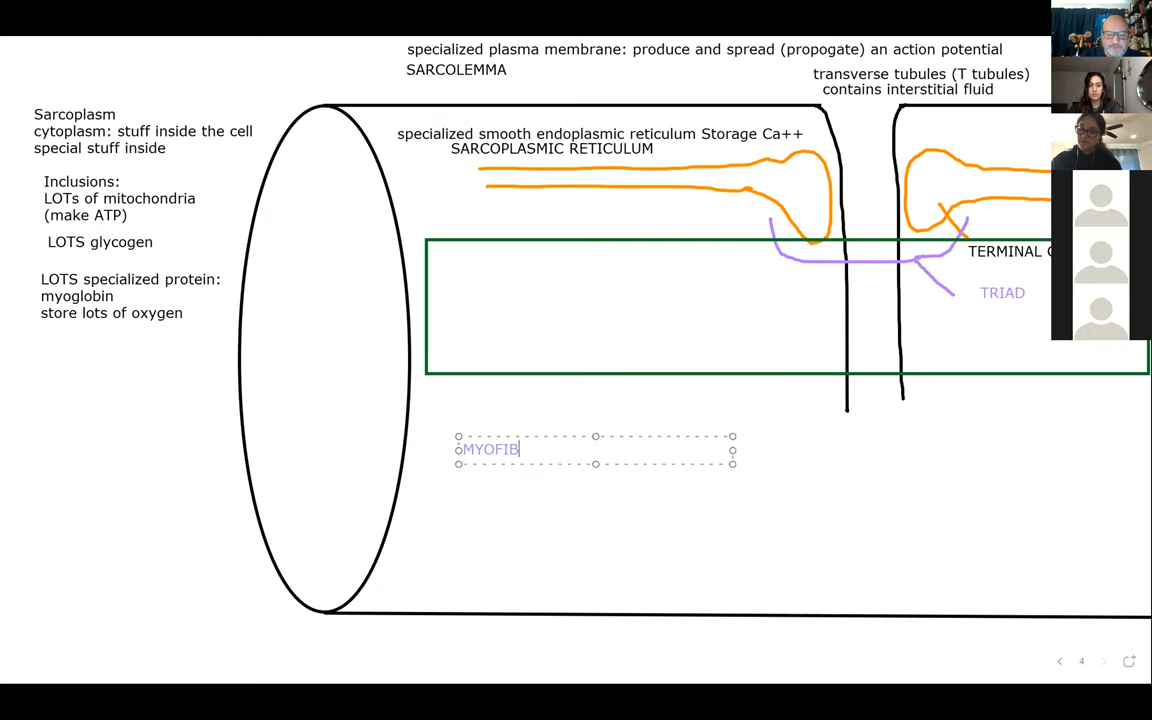 specialized plasma membrane: produce and spread (propogate) an action potential
SARCOLEMMA
transverse tubules (T tubules)
contains interstitial fluid
Sarcoplasm
cytoplasm: stuff inside the cell
special stuff inside
specialized smooth endoplasmic reticulum Storage Ca++
SARCOPLASMIC RETICULUM
Inclusions:
LOTs of mitochondria
(make ATP)
LOTS glycogen
LOTS specialized protein:
myoglobin
store lots of oxygen
TERMINAL
TRIAD
MYOFIB
4